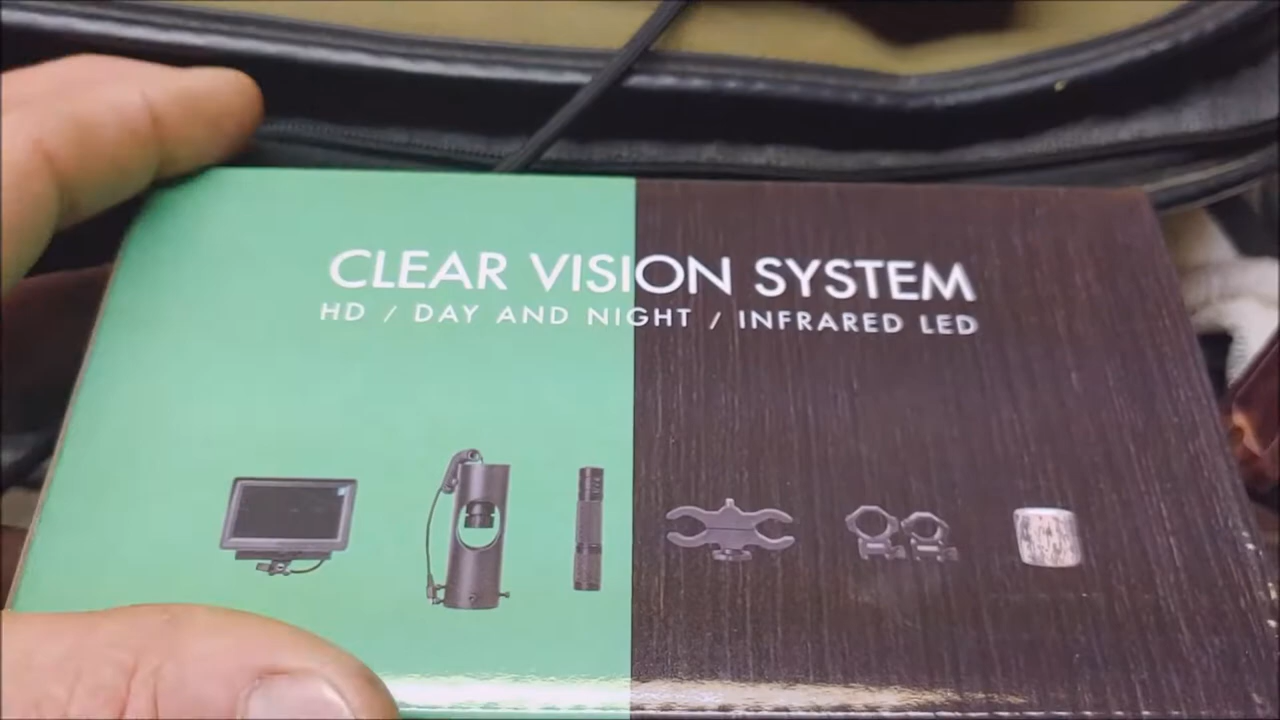 CLEAR VISION SYSTEM
HD / DAY AND NIGHT / INFRARED LED